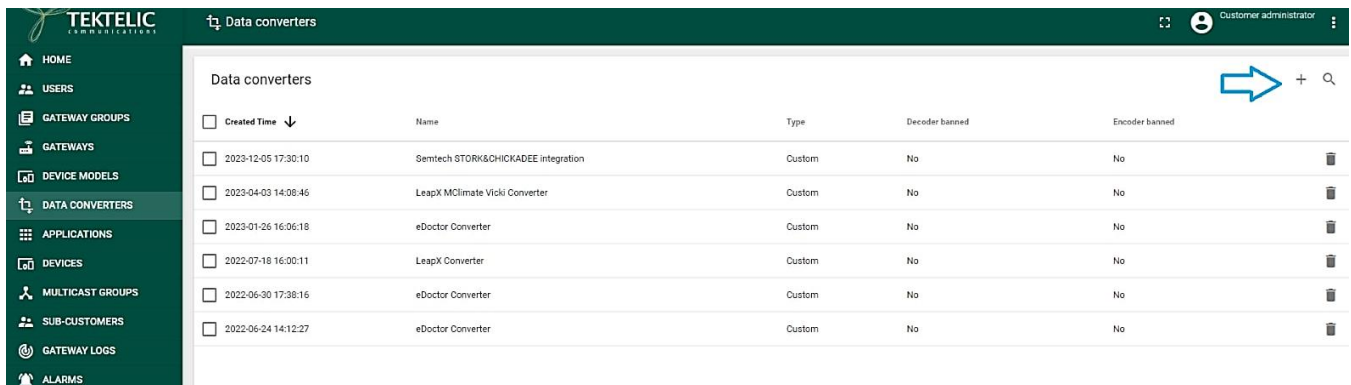 TEKTELIC
communications
Data converters
Customer administrator
HOME
USERS
GATEWAY GROUPS
GATEWAYS
DEVICE MODELS
DATA CONVERTERS
APPLICATIONS
DEVICES
MULTICAST GROUPS
SUB-CUSTOMERS
GATEWAY LOGS
ALARMS
Data converters
Created Time Name Type Decoder banned Encoder banned
2023-12-05 17:30:10 Semtech STORK&CHICKADEE integration Custom No No
2023-04-03 14:08:46 LeapX MClimate Vicki Converter Custom No No
2023-01-26 16:06:18 eDoctor Converter Custom No No
2022-07-18 16:00:11 LeapX Converter Custom No No
2022-06-30 17:38:16 eDoctor Converter Custom No No
2022-06-24 14:12:27 eDoctor Converter Custom No No